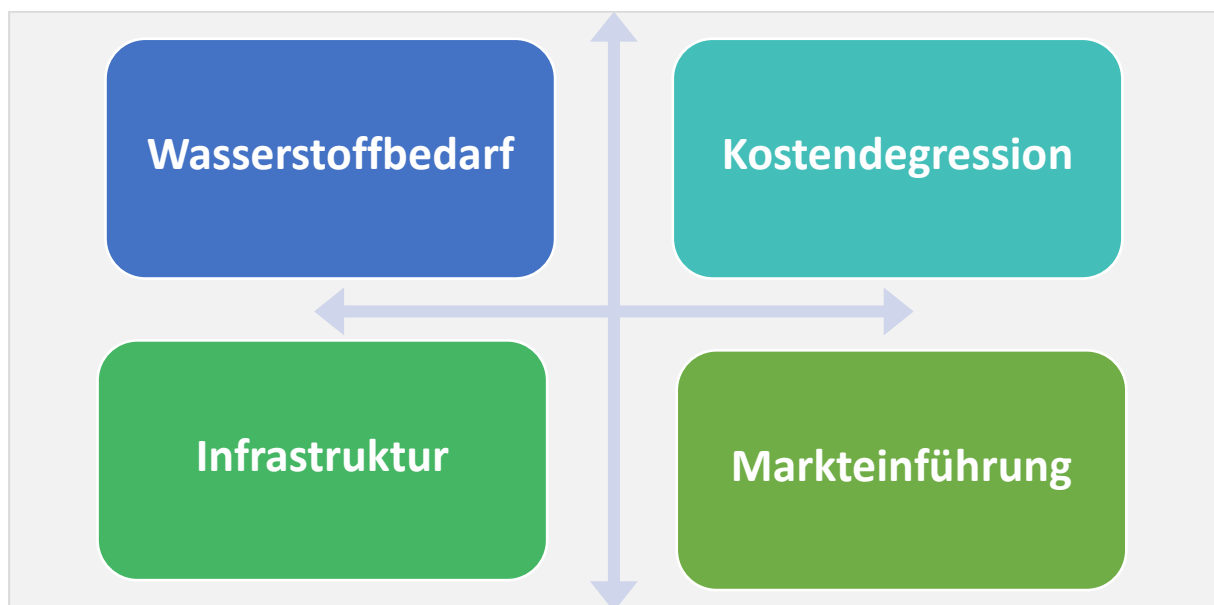 Wasserstoffbedarf
Kostendegression
Infrastruktur
Markteinführung